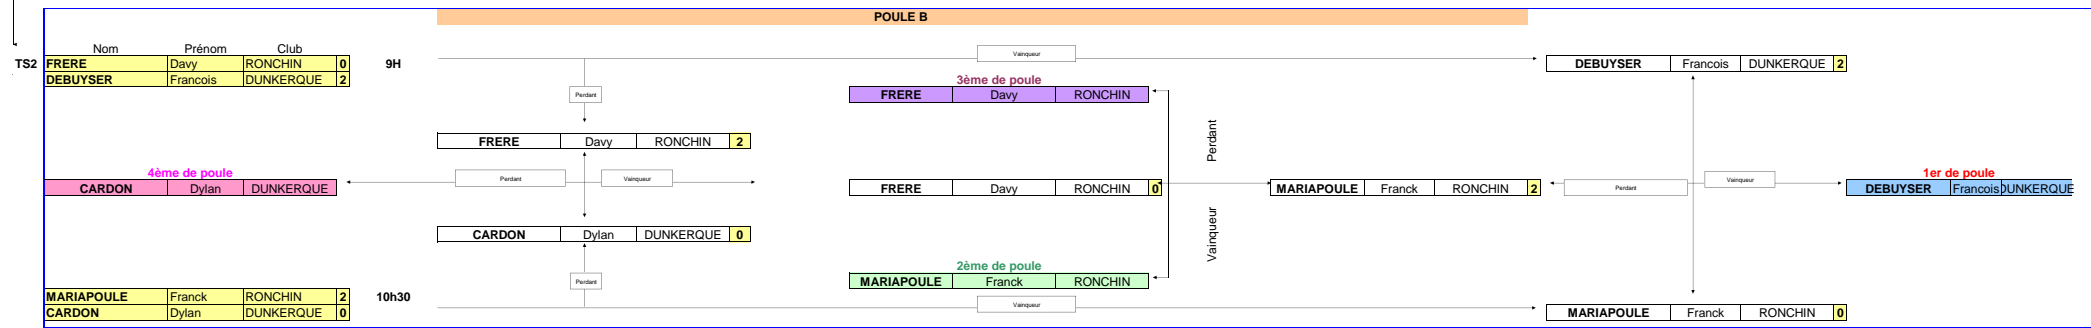 POULE B
Nom Prénom Club
Vainqueur
TS2 FRERE Davy RONCHIN 0 9H
DEBUYSER Francois DUNKERQUE 2
DEBUYSER Francois DUNKERQUE 2
3ème de poule
Perdant
FRERE Davy RONCHIN
FRERE Davy RONCHIN 2
Perdant
4ème de poule
1er de poule
Perdant Vainqueur
Perdant Vainqueur
CARDON Dylan DUNKERQUE
FRERE Davy RONCHIN 0
MARIAPOULE Franck RONCHIN 2
DEBUYSER Francois DUNKERQUE
CARDON Dylan DUNKERQUE 0
Vainqueur
2ème de poule
Perdant
MARIAPOULE Franck RONCHIN
MARIAPOULE Franck RONCHIN 2 10h30
Vainqueur
CARDON Dylan DUNKERQUE 0
MARIAPOULE Franck RONCHIN 0